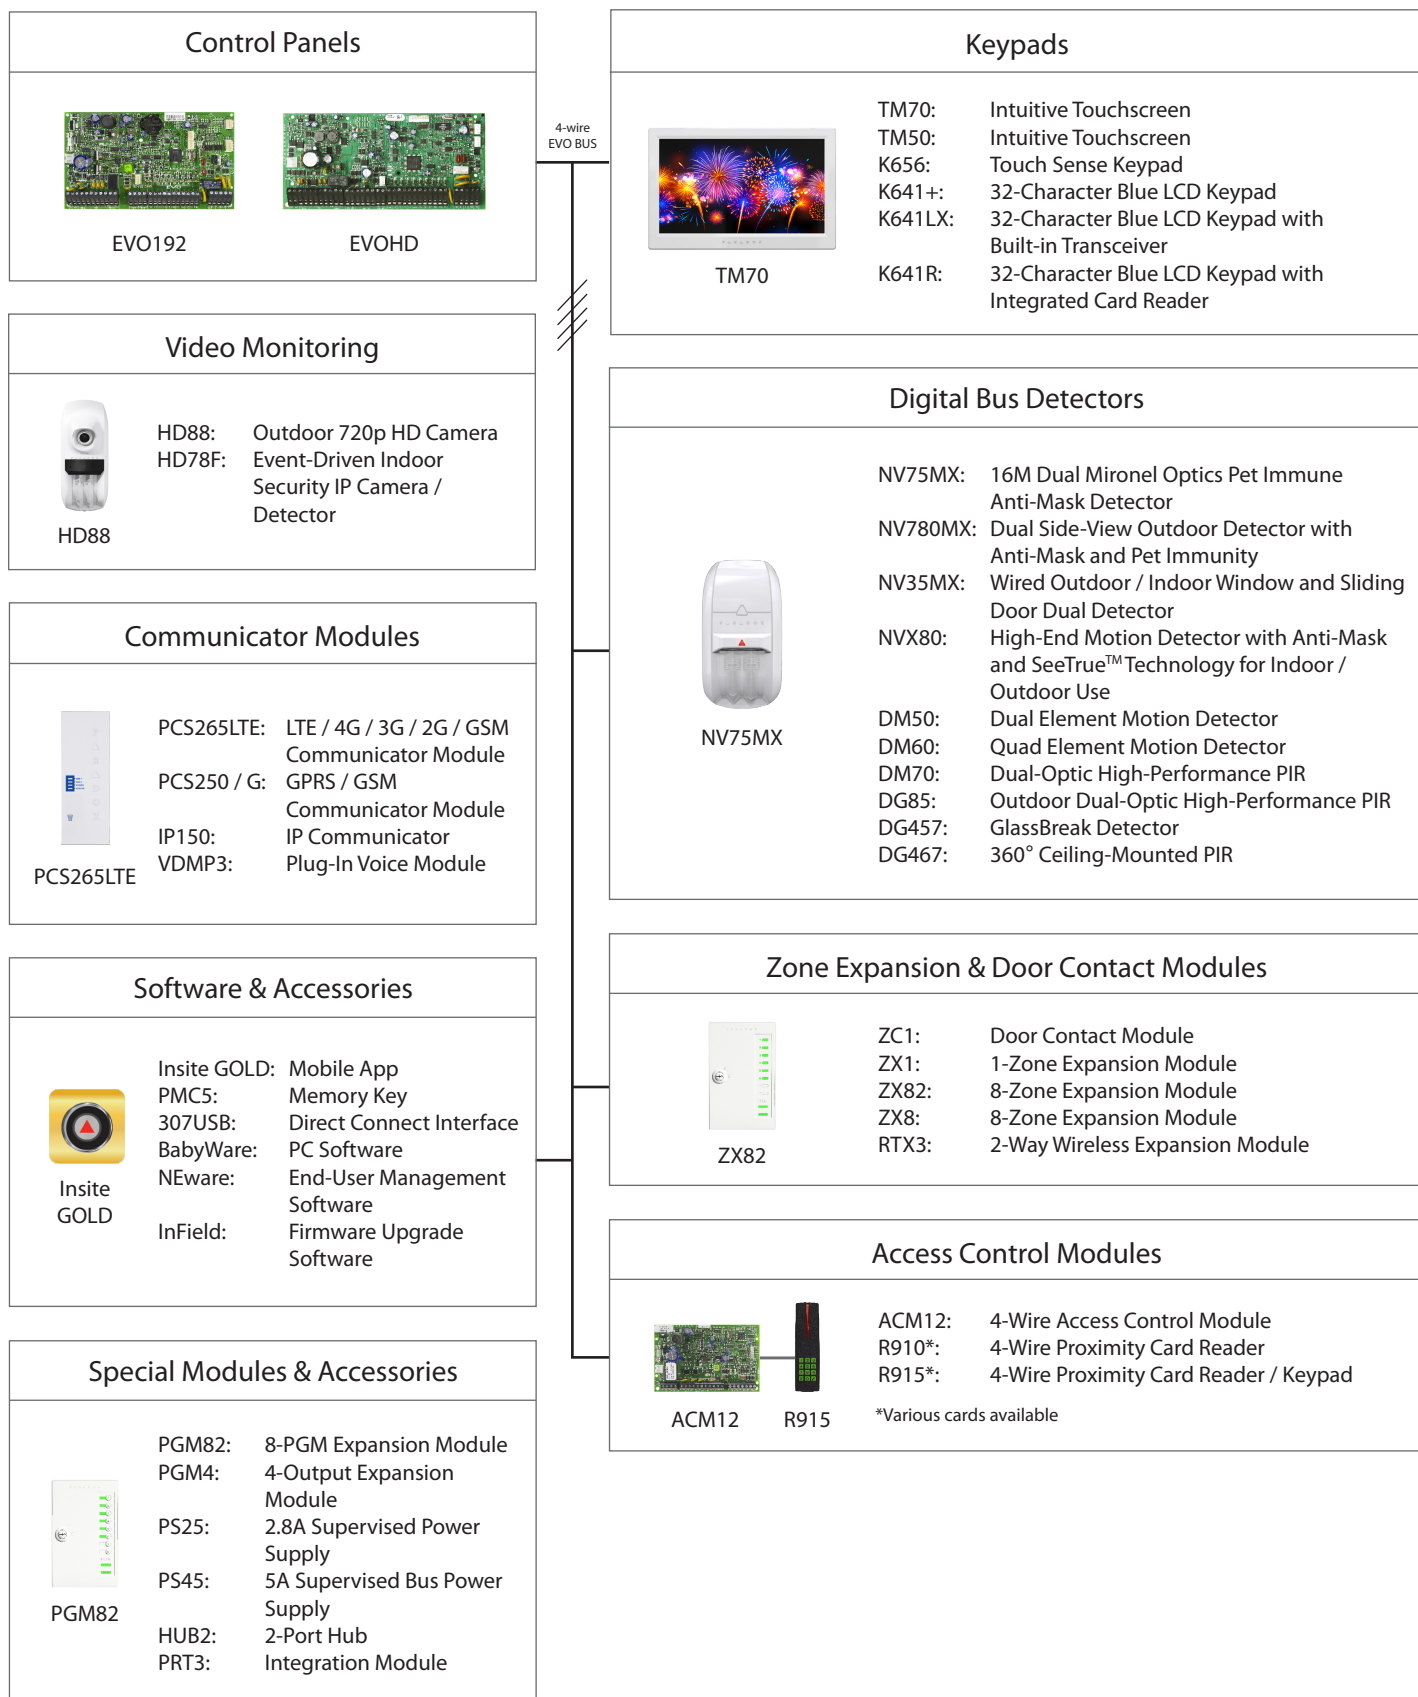 Control Panels
EVO192
EVOHD
4-wire
EVO BUS
Keypads
TM70
TM70: Intuitive Touchscreen
TM50: Intuitive Touchscreen
K656: Touch Sense Keypad
K641+: 32-Character Blue LCD Keypad
K641LX: 32-Character Blue LCD Keypad with
Built-in Transceiver
K641R: 32-Character Blue LCD Keypad with
Integrated Card Reader
Video Monitoring
HD88
HD88: Outdoor 720p HD Camera
HD78F: Event-Driven Indoor
Security IP Camera /
Detector
Digital Bus Detectors
PARADOX
NV75MX
NV75MX: 16M Dual Mironel Optics Pet Immune
Anti-Mask Detector
NV780MX: Dual Side-View Outdoor Detector with
Anti-Mask and Pet Immunity
NV35MX: Wired Outdoor / Indoor Window and Sliding
Door Dual Detector
NVX80: High-End Motion Detector with Anti-Mask
and SeeTrue™ Technology for Indoor /
Outdoor Use
DM50: Dual Element Motion Detector
DM60: Quad Element Motion Detector
DM70: Dual-Optic High-Performance PIR
DG85: Outdoor Dual-Optic High-Performance PIR
DG457: GlassBreak Detector
DG467: 360° Ceiling-Mounted PIR
Communicator Modules
PCS265LTE
PCS265LTE: LTE / 4G / 3G / 2G / GSM
Communicator Module
PCS250 / G: GPRS / GSM
Communicator Module
IP150: IP Communicator
VDMP3: Plug-In Voice Module
Zone Expansion & Door Contact Modules
ZX82
ZC1: Door Contact Module
ZX1: 1-Zone Expansion Module
ZX82: 8-Zone Expansion Module
ZX8: 8-Zone Expansion Module
RTX3: 2-Way Wireless Expansion Module
Software & Accessories
Insite
GOLD
Insite GOLD: Mobile App
PMC5: Memory Key
307USB: Direct Connect Interface
BabyWare: PC Software
NEware: End-User Management
Software
InField: Firmware Upgrade
Software
Access Control Modules
ACM12
R915
ACM12: 4-Wire Access Control Module
R910*: 4-Wire Proximity Card Reader
R915*: 4-Wire Proximity Card Reader / Keypad
*Various cards available
Special Modules & Accessories
PGM82
PGM82: 8-PGM Expansion Module
PGM4: 4-Output Expansion
Module
PS25: 2.8A Supervised Power
Supply
PS45: 5A Supervised Bus Power
Supply
HUB2: 2-Port Hub
PRT3: Integration Module